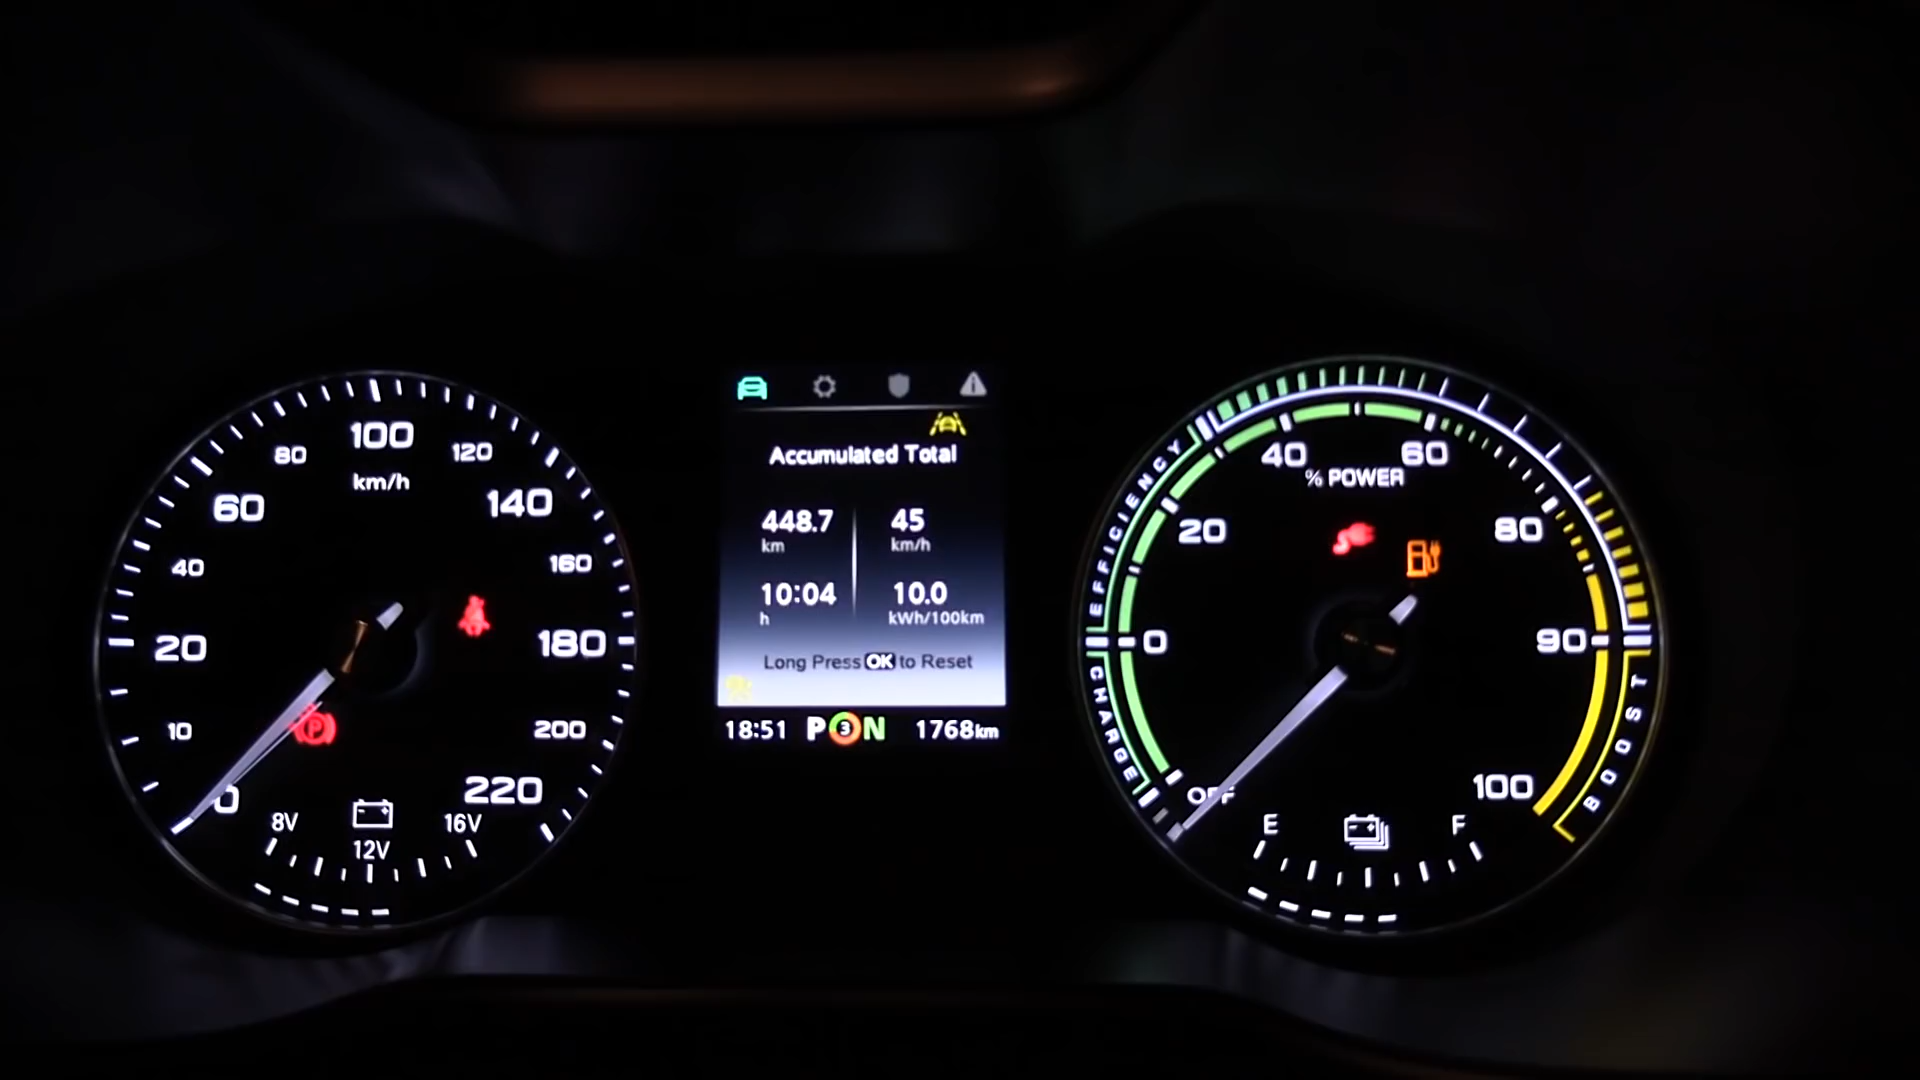 100
80
120
km/h
60
140
40
160
20
180
10
200
0
220
8V
16V
12V
P
Accumulated Total
448.7
km
45
km/h
10:04
h
10.0
kWh/100km
Long Press OK to Reset
18:51 P 3 N 1768km
40
60
% POWER
20
80
0
90
OFF
100
E
F
EFFICIENCY
CHARGE
BOOST